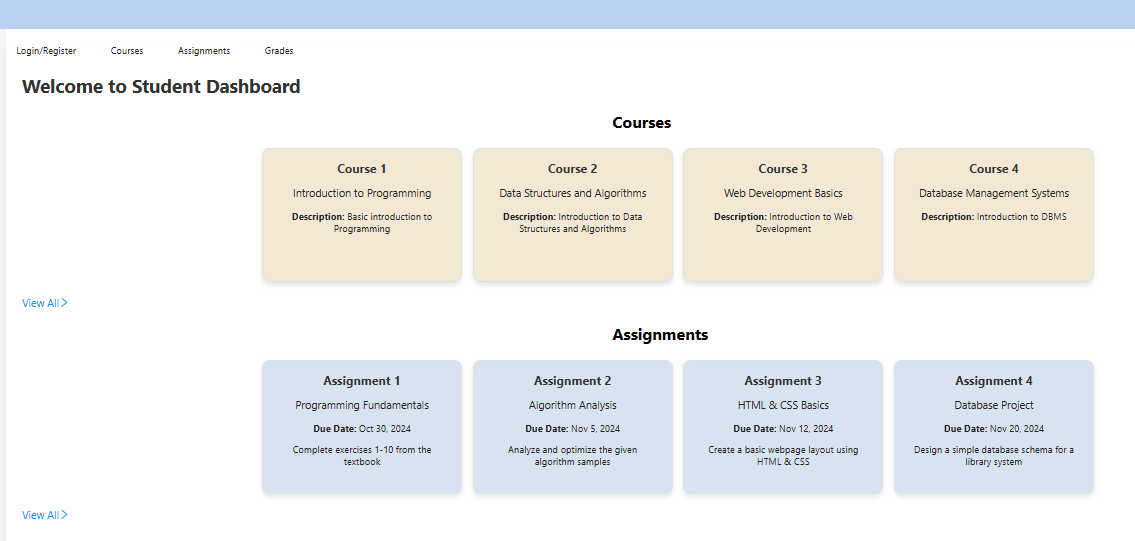 Login/Register Courses Assignments Grades
Welcome to Student Dashboard
Courses
Course 1
Introduction to Programming
Description: Basic introduction to
Programming
Course 2
Data Structures and Algorithms
Description: Introduction to Data
Structures and Algorithms
Course 3
Web Development Basics
Description: Introduction to Web
Development
Course 4
Database Management Systems
Description: Introduction to DBMS
View All
Assignments
Assignment 1
Programming Fundamentals
Due Date: Oct 30, 2024
Complete exercises 1-10 from the
textbook
Assignment 2
Algorithm Analysis
Due Date: Nov 5, 2024
Analyze and optimize the given
algorithm samples
Assignment 3
HTML & CSS Basics
Due Date: Nov 12, 2024
Create a basic webpage layout using
HTML & CSS
Assignment 4
Database Project
Due Date: Nov 20, 2024
Design a simple database schema for a
library system
View All